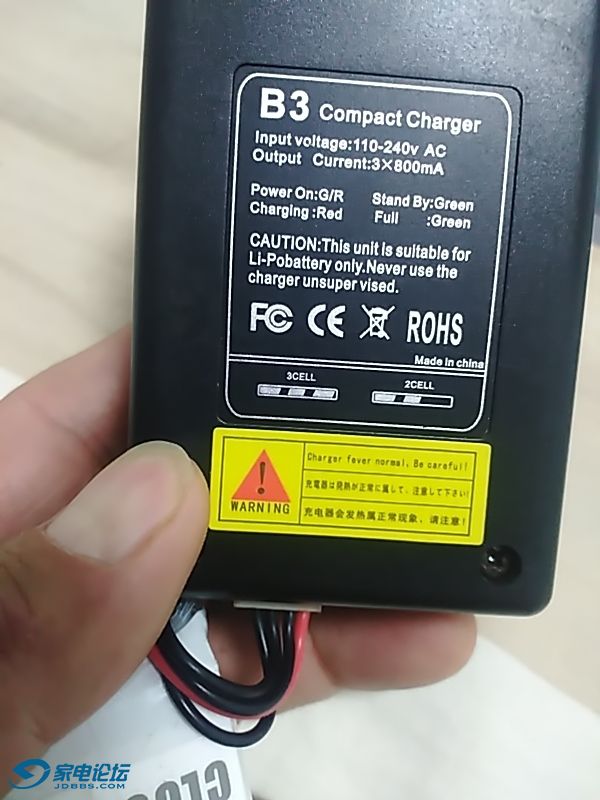 B3 Compact Charger
Input voltage:110-240v AC
Output Current:3×800mA
Power On:G/R Stand By:Green
Charging :Red Full :Green
CAUTION:This unit is suitable for
Li-Pobattery only.Never use the
charger unsuper vised.
FC CE ROHS
Made in china
3CELL 2CELL
Charger fever normal, Be careful!
充電器は発熱が正常に属して、注意して下さい!
WARNING
充电器会发热属正常现象，请注意!
家电论坛
JDBBS.COM